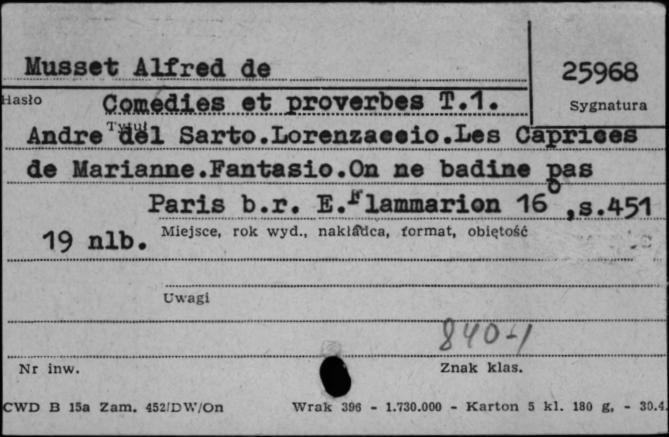 Musset Alfred de
25968
Hasło
Comédies et proverbes T.1.
Sygnatura
Tytuł
Andre del Sarto.Lorenzaccio.Les Caprices
de Marianne.Fantasio.On ne badine pas
Paris b.r. E.Flammarion 16°,s.451
19 nlb.
Miejsce, rok wyd., nakładca, format, objętość
Uwagi
840-1
Nr inw.
Znak klas.
CWD B 15a Zam. 452/DW/On Wrak 396 - 1.730.000 - Karton 5 kl. 180 g. - 30.4.